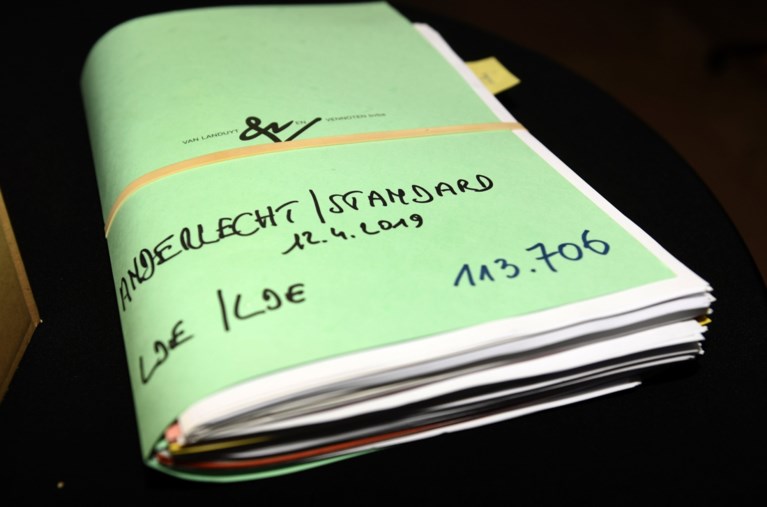 VAN LANDUYT & EN VENNOTEN BVBA
ANDERLECHT / STANDARD
12.4.2019
LDE / LDE
113.706